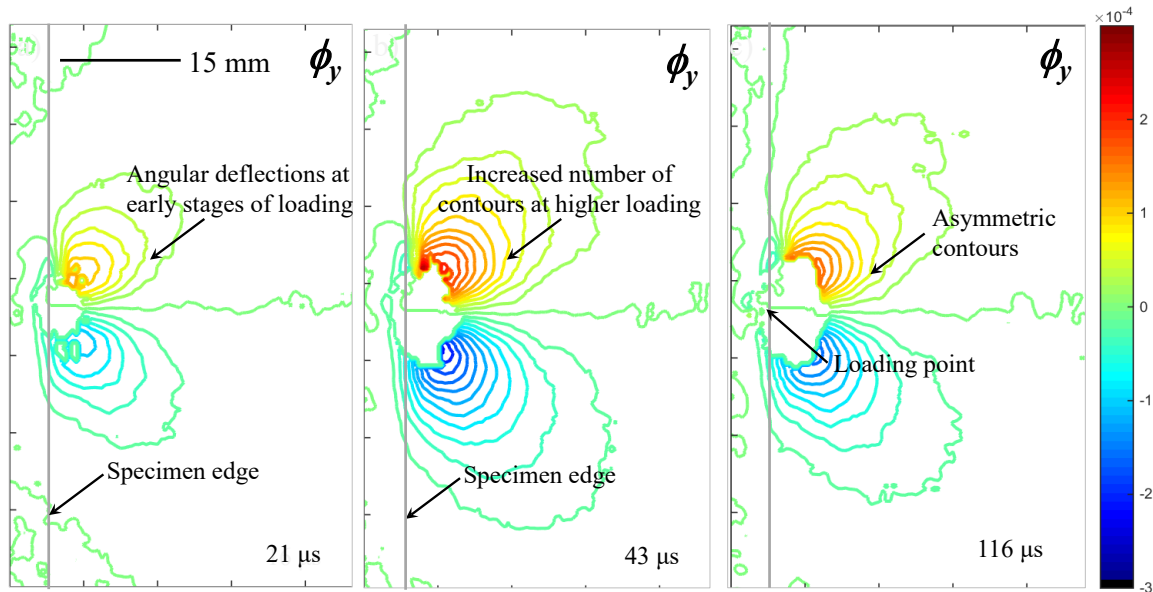 15 mm
ϕy
Angular deflections at
early stages of loading
Specimen edge
21 μs
ϕy
Increased number of
contours at higher loading
Specimen edge
43 μs
ϕy
Asymmetric
contours
Loading point
116 μs
×10⁻⁴
2
1
0
-1
-2
-3